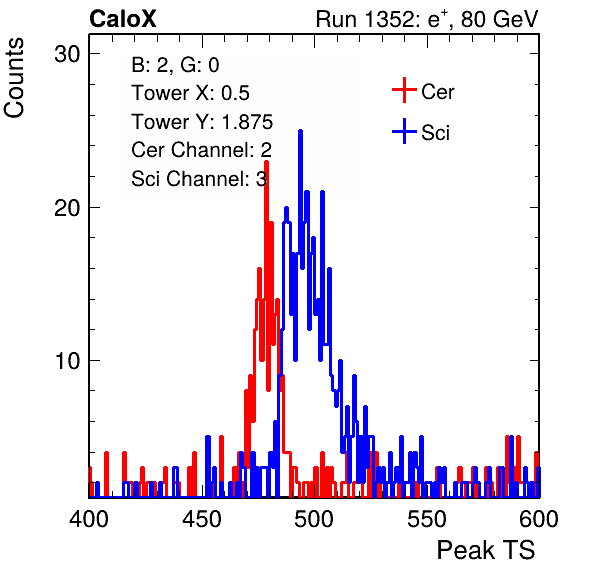 CaloX Run 1352: e⁺, 80 GeV
Counts
30
20
10
B: 2, G: 0
Tower X: 0.5
Tower Y: 1.875
Cer Channel: 2
Sci Channel: 3
Cer
Sci
400 450 500 550 600
Peak TS